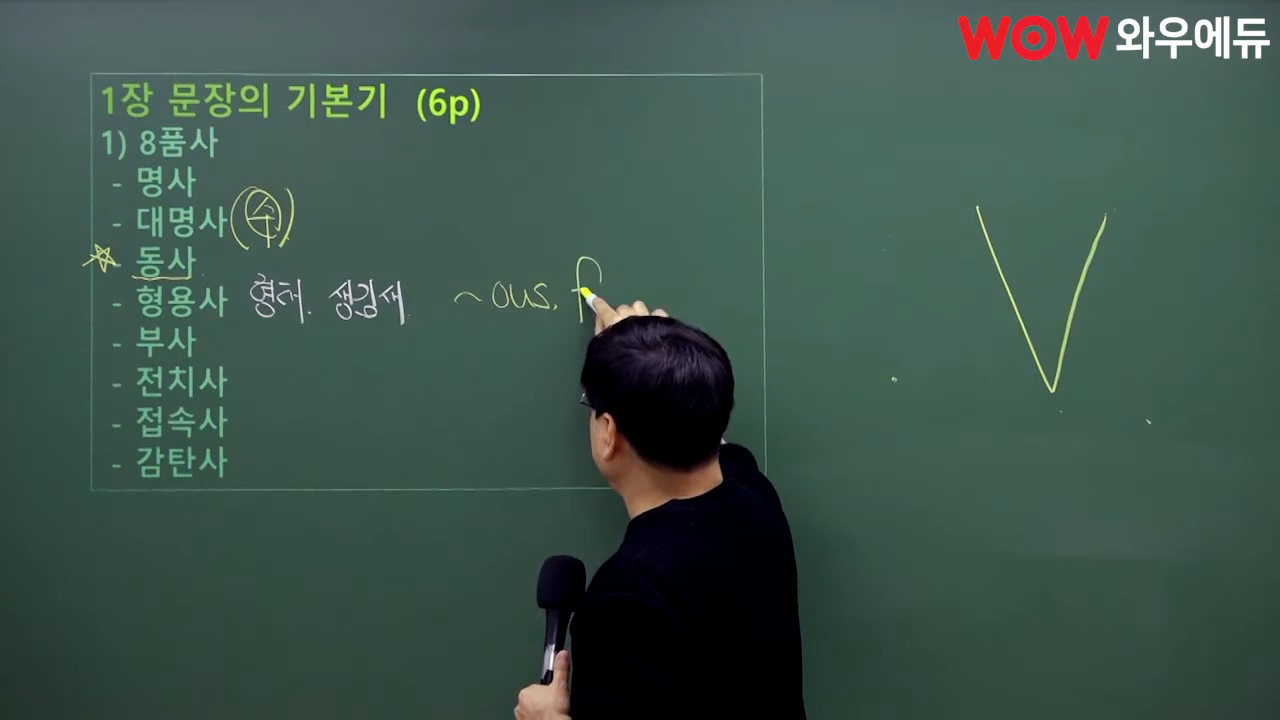 WOW 와우에듀
1장 문장의 기본기 (6p)
1) 8품사
- 명사
- 대명사 (수)
- 동사
- 형용사 형태. 생김새 ~ous. f
- 부사
- 전치사
- 접속사
- 감탄사
V